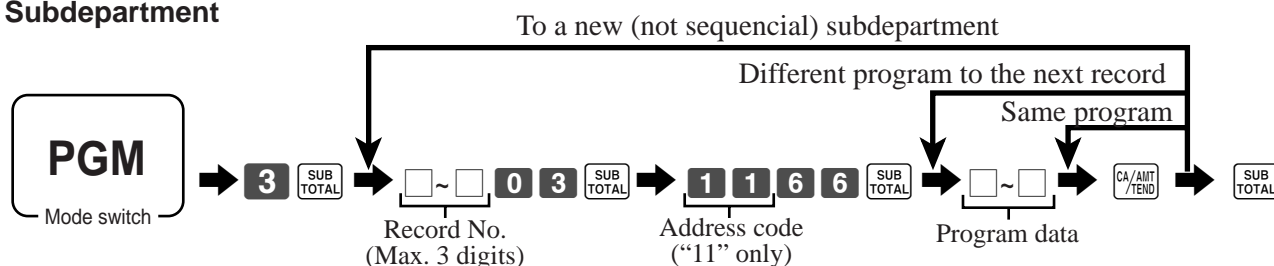 Subdepartment
To a new (not sequencial) subdepartment
Different program to the next record
Same program
PGM
Mode switch
3 SUB TOTAL ~ 0 3 SUB TOTAL 1 1 6 6 SUB TOTAL ~ CA/AMT /TEND SUB TOTAL
Record No.
(Max. 3 digits)
Address code
(“11” only)
Program data